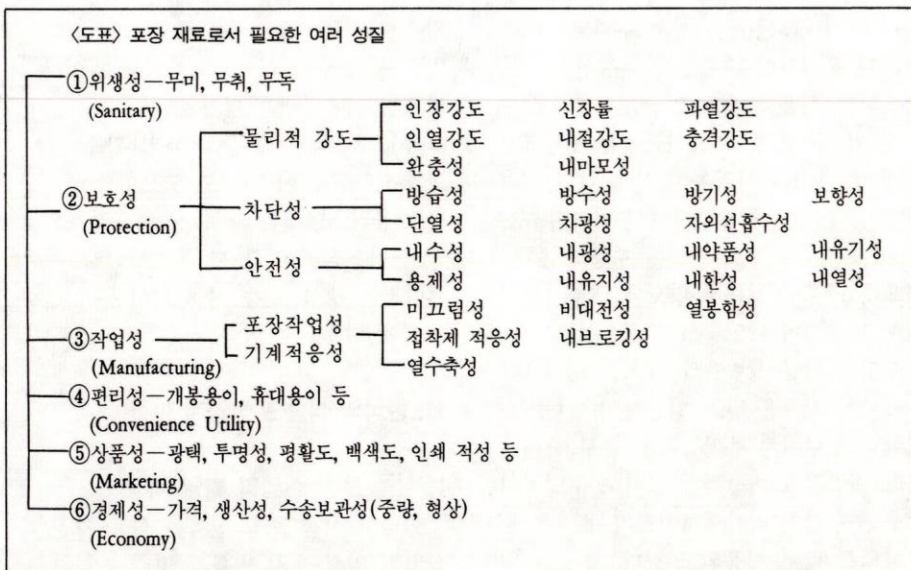 〈도표〉 포장 재료로서 필요한 여러 성질
①위생성─무미, 무취, 무독
(Sanitary)
인장강도 신장률 파열강도
물리적 강도 인열강도 내절강도 충격강도
완충성 내마모성
②보호성 차단성 방습성 방수성 방기성 보향성
(Protection) 단열성 차광성 자외선흡수성
안전성 내수성 내광성 내약품성 내유기성
용제성 내유지성 내한성 내열성
포장작업성 미끄럼성 비대전성 열봉함성
③작업성 기계적응성 접착제 적응성 내브로킹성
(Manufacturing) 열수축성
④편리성─개봉용이, 휴대용이 등
(Convenience Utility)
⑤상품성─광택, 투명성, 평활도, 백색도, 인쇄 적성 등
(Marketing)
⑥경제성─가격, 생산성, 수송보관성(중량, 형상)
(Economy)